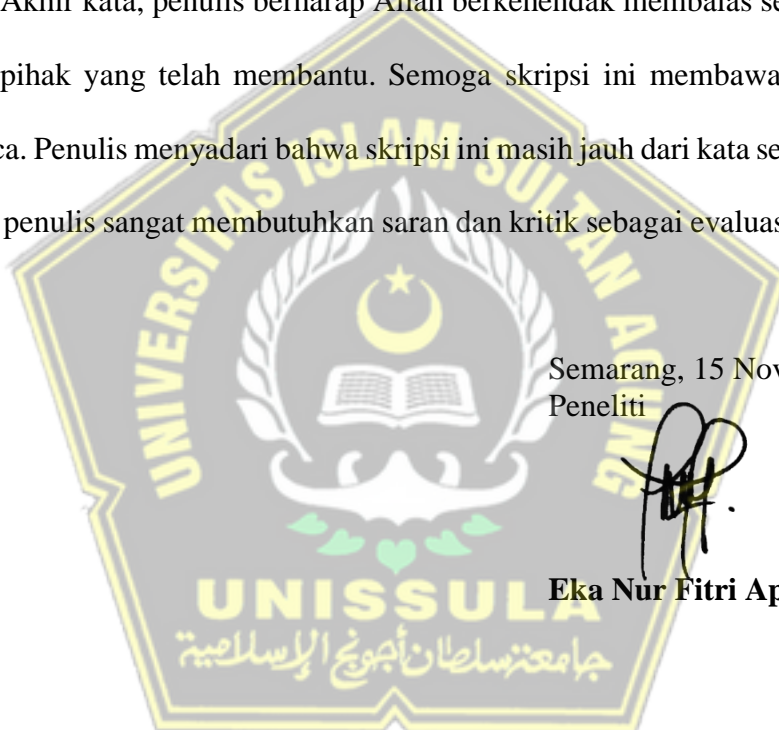 Akhir kata, penulis berharap Allah berkehendak membalas se
pihak yang telah membantu. Semoga skripsi ini membawa
ca. Penulis menyadari bahwa skripsi ini masih jauh dari kata se
penulis sangat membutuhkan saran dan kritik sebagai evaluas
UNIVERSITAS ISLAM SULTAN AGUNG
Semarang, 15 Nov
Peneliti
Eka Nur Fitri Ap
UNISSULA
جامعة سلطان أجونج الإسلامية